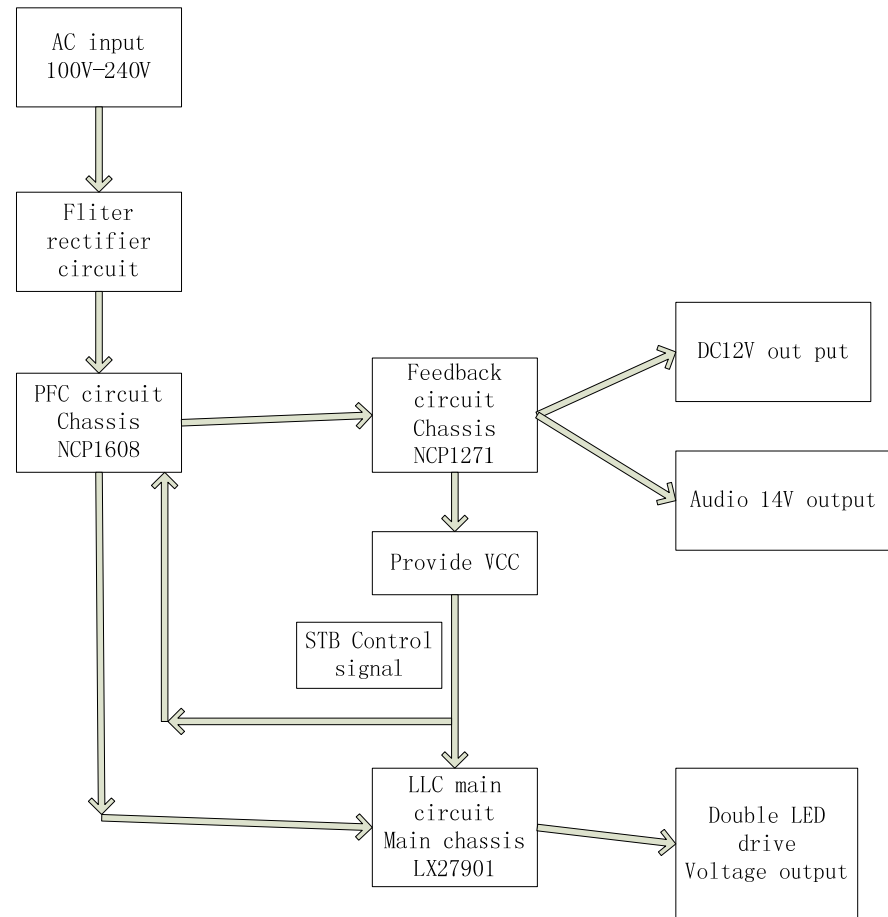 AC input
100V-240V
Fliter
rectifier
circuit
PFC circuit
Chassis
NCP1608
Feedback
circuit
Chassis
NCP1271
DC12V out put
Audio 14V output
Provide VCC
STB Control
signal
LLC main
circuit
Main chassis
LX27901
Double LED
drive
Voltage output